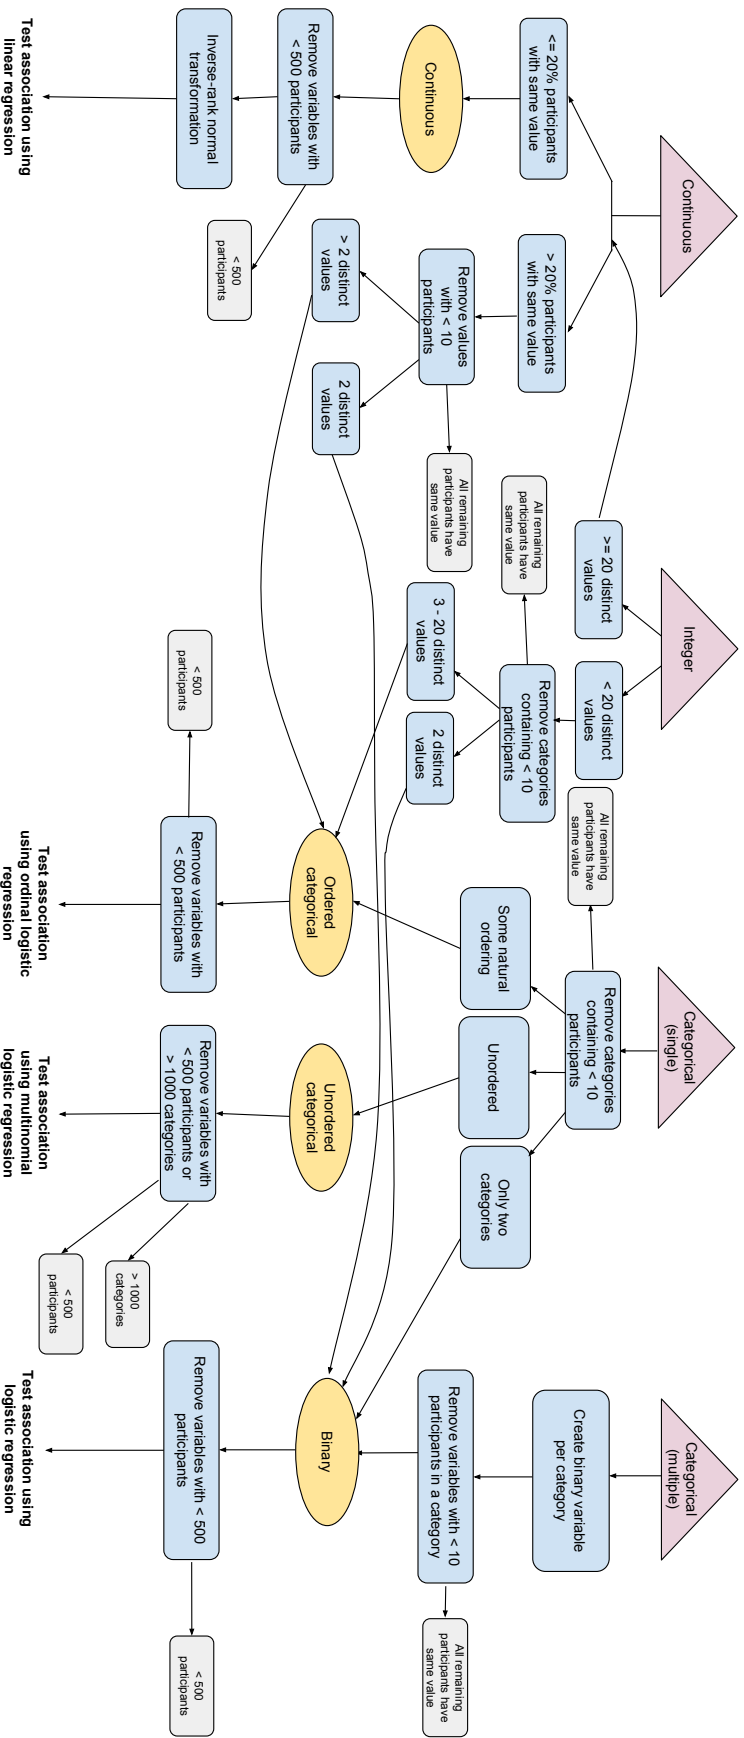 Continuous
Integer
Categorical
(single)
Categorical
(multiple)
<= 20% participants
with same value
> 20% participants
with same value
>= 20 distinct
values
< 20 distinct
values
Remove categories
containing < 10
participants
Create binary variable
per category
Continuous
Remove values
with < 10
participants
All remaining
participants have
same value
All remaining
participants have
same value
Remove categories
containing < 10
participants
All remaining
participants have
same value
Some natural
ordering
Unordered
Only two
categories
Remove variables with < 10
participants in a category
All remaining
participants have
same value
Remove variables with
< 500 participants
> 2 distinct
values
2 distinct
values
3 - 20 distinct
values
2 distinct
values
Ordered
categorical
Unordered
categorical
Binary
Inverse-rank normal
transformation
< 500
participants
< 500
participants
Remove variables with
< 500 participants
Remove variables with
< 500 participants or
> 1000 categories
> 1000
categories
< 500
participants
Remove variables with < 500
participants
< 500
participants
Test association using
linear regression
Test association
using ordinal logistic
regression
Test association
using multinomial
logistic regression
Test association using
logistic regression